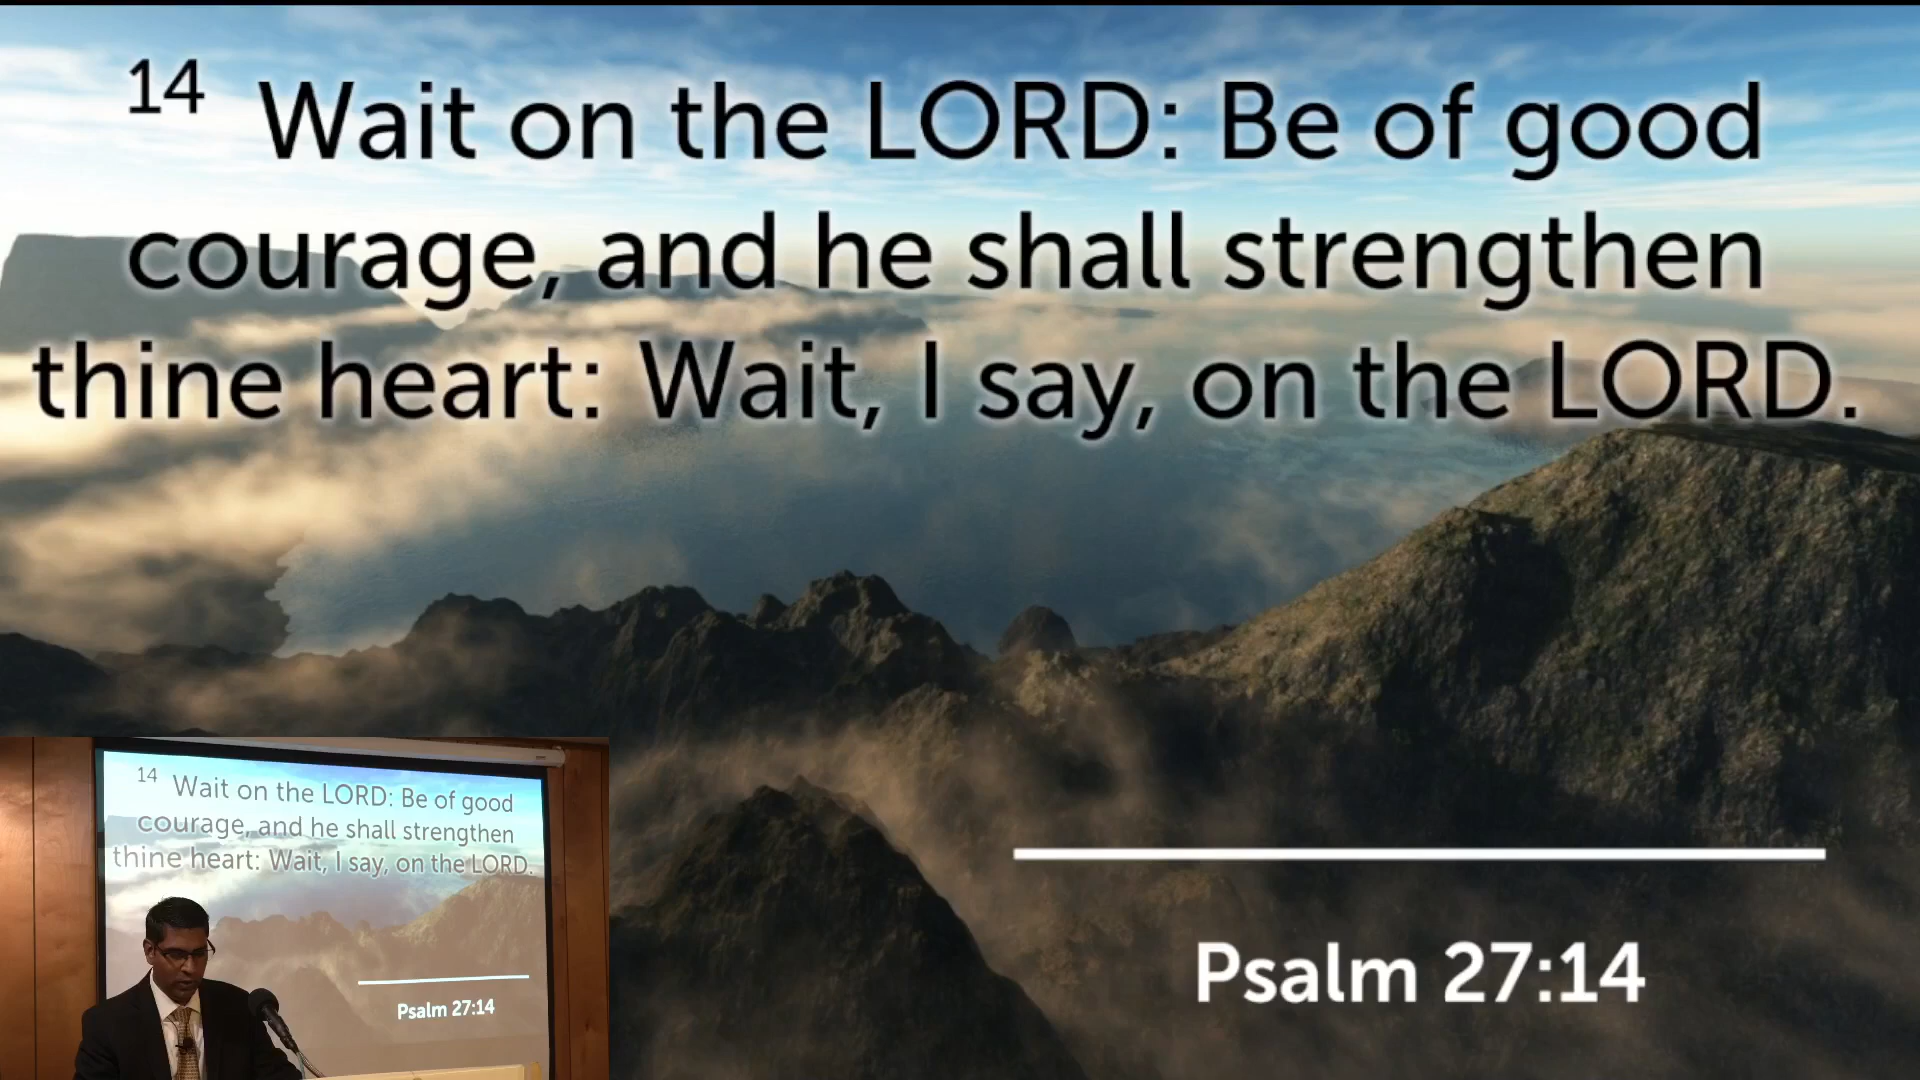 14 Wait on the LORD: Be of good
courage, and he shall strengthen
thine heart: Wait, I say, on the LORD.
Psalm 27:14
14 Wait on the LORD: Be of good
courage, and he shall strengthen
thine heart: Wait, I say, on the LORD.
Psalm 27:14